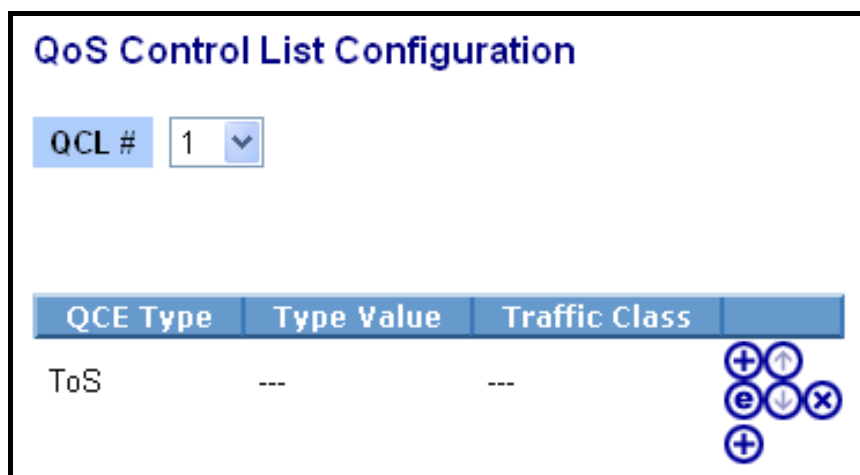 QoS Control List Configuration
QCL # 1
QCE Type Type Value Traffic Class
ToS --- ---
e